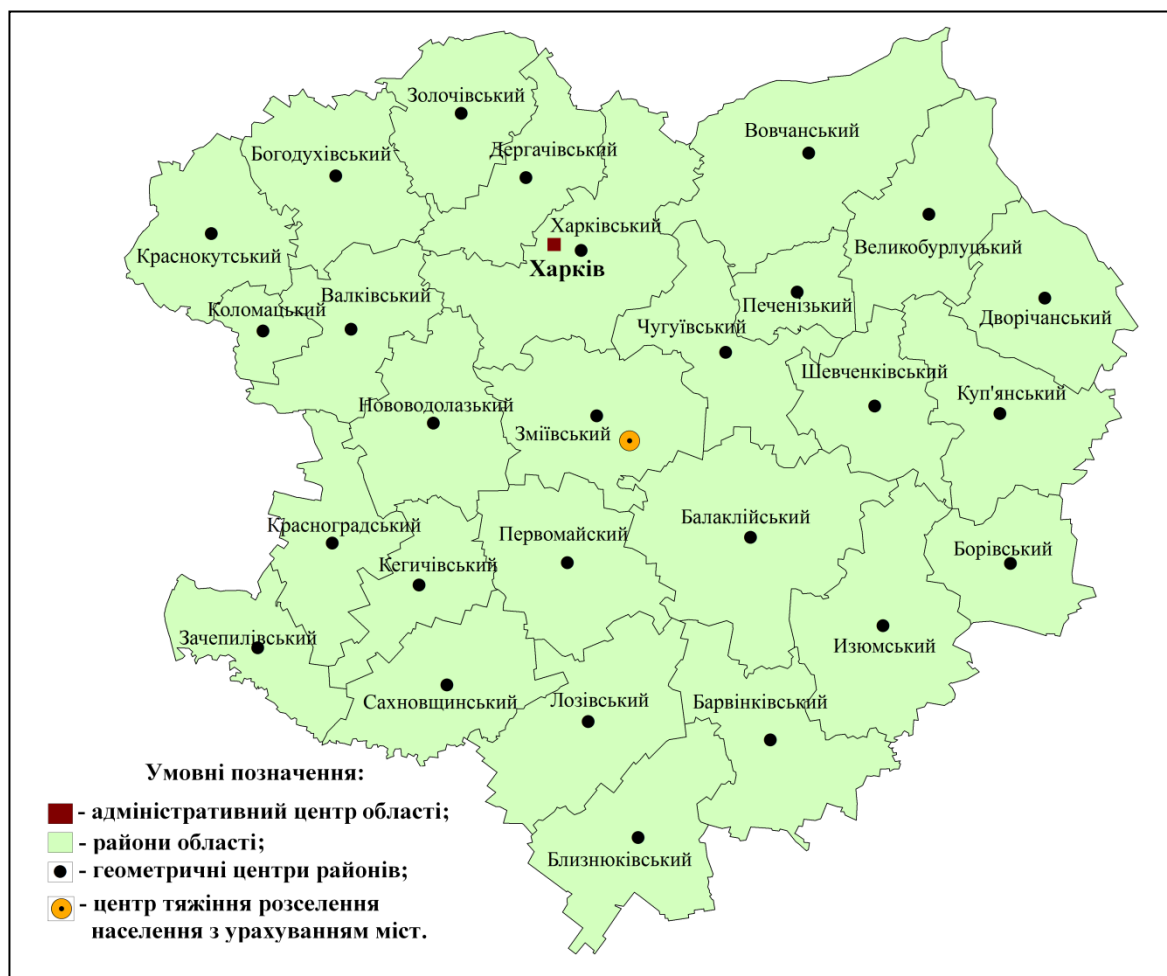 Золочівський
Вовчанський
Дергачівський
Богодухівський
Харківський
Великобурлуцький
Краснокутський
Харків
Валківський
Печенізький
Коломацький
Дворічанський
Чугуївський
Шевченківський
Куп'янський
Нововодолазький
Зміївський
Балаклійський
Красноградський
Первомайский
Борівський
Кегичівський
Зачепилівський
Изюмський
Сахновщинський
Лозівський
Барвінківський
Близнюківський
Умовні позначення:
- адміністративний центр області;
- райони області;
- геометричні центри районів;
- центр тяжіння розселення
населення з урахуванням міст.